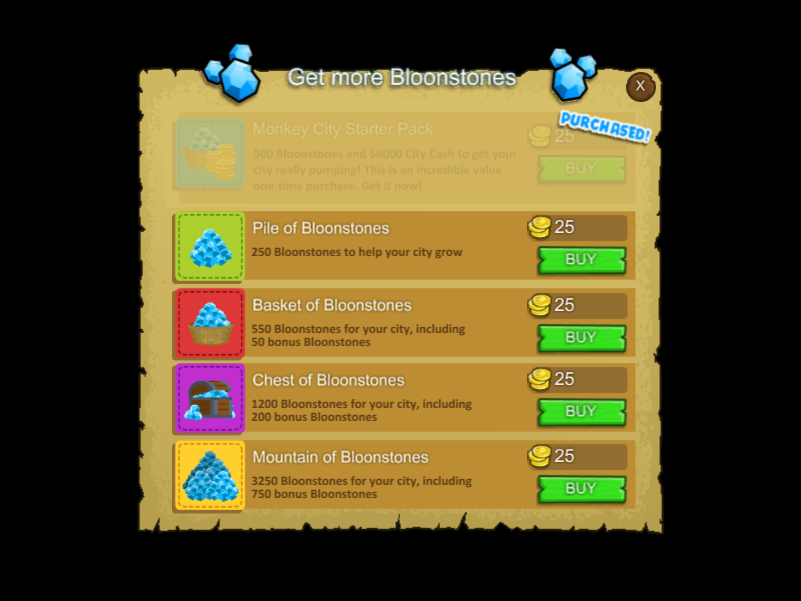 Get more Bloonstones
X
PURCHASED!
Monkey City Starter Pack
25
500 Bloonstones and $6000 City Cash to get your
city really pumping! This is an incredible value
one-time purchase. Get it now!
BUY
Pile of Bloonstones
25
250 Bloonstones to help your city grow
BUY
Basket of Bloonstones
25
550 Bloonstones for your city, including
50 bonus Bloonstones
BUY
Chest of Bloonstones
25
1200 Bloonstones for your city, including
200 bonus Bloonstones
BUY
Mountain of Bloonstones
25
3250 Bloonstones for your city, including
750 bonus Bloonstones
BUY